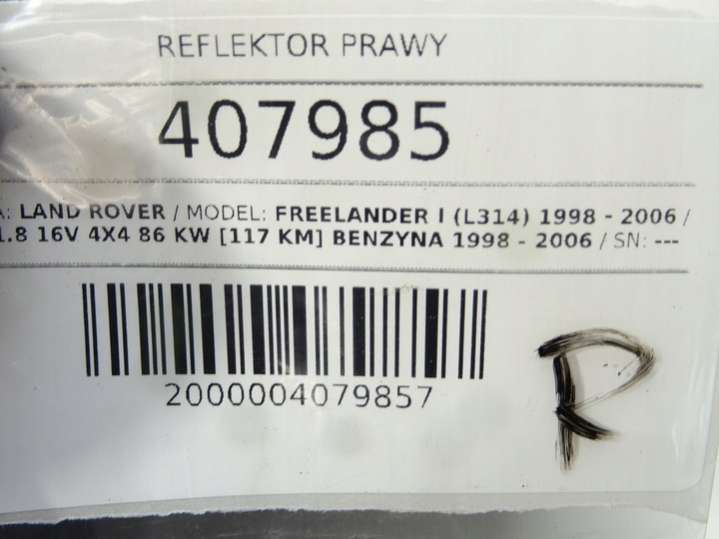 REFLEKTOR PRAWY
407985
A: LAND ROVER / MODEL: FREELANDER I (L314) 1998 - 2006 /
1.8 16V 4X4 86 KW [117 KM] BENZYNA 1998 - 2006 / SN: ---
2000004079857
R